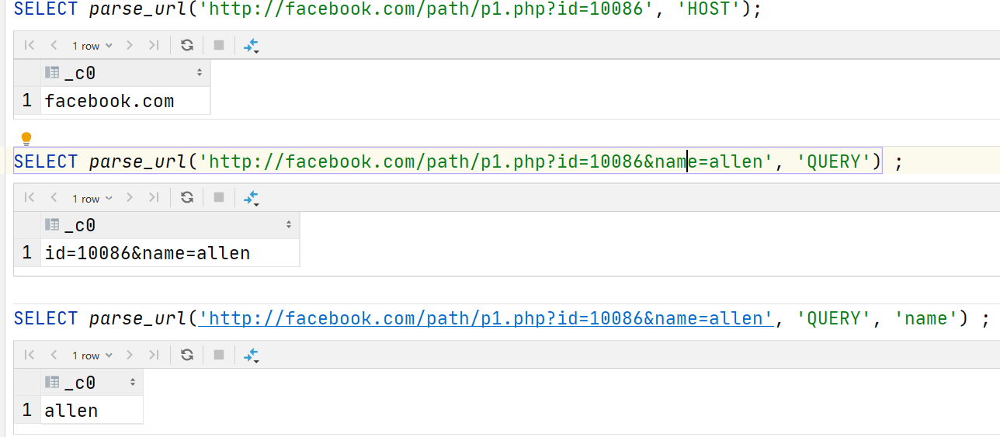 SELECT parse_url('http://facebook.com/path/p1.php?id=10086', 'HOST');
1 row
_c0
1 facebook.com
SELECT parse_url('http://facebook.com/path/p1.php?id=10086&name=allen', 'QUERY') ;
1 row
_c0
1 id=10086&name=allen
SELECT parse_url('http://facebook.com/path/p1.php?id=10086&name=allen', 'QUERY', 'name') ;
1 row
_c0
1 allen